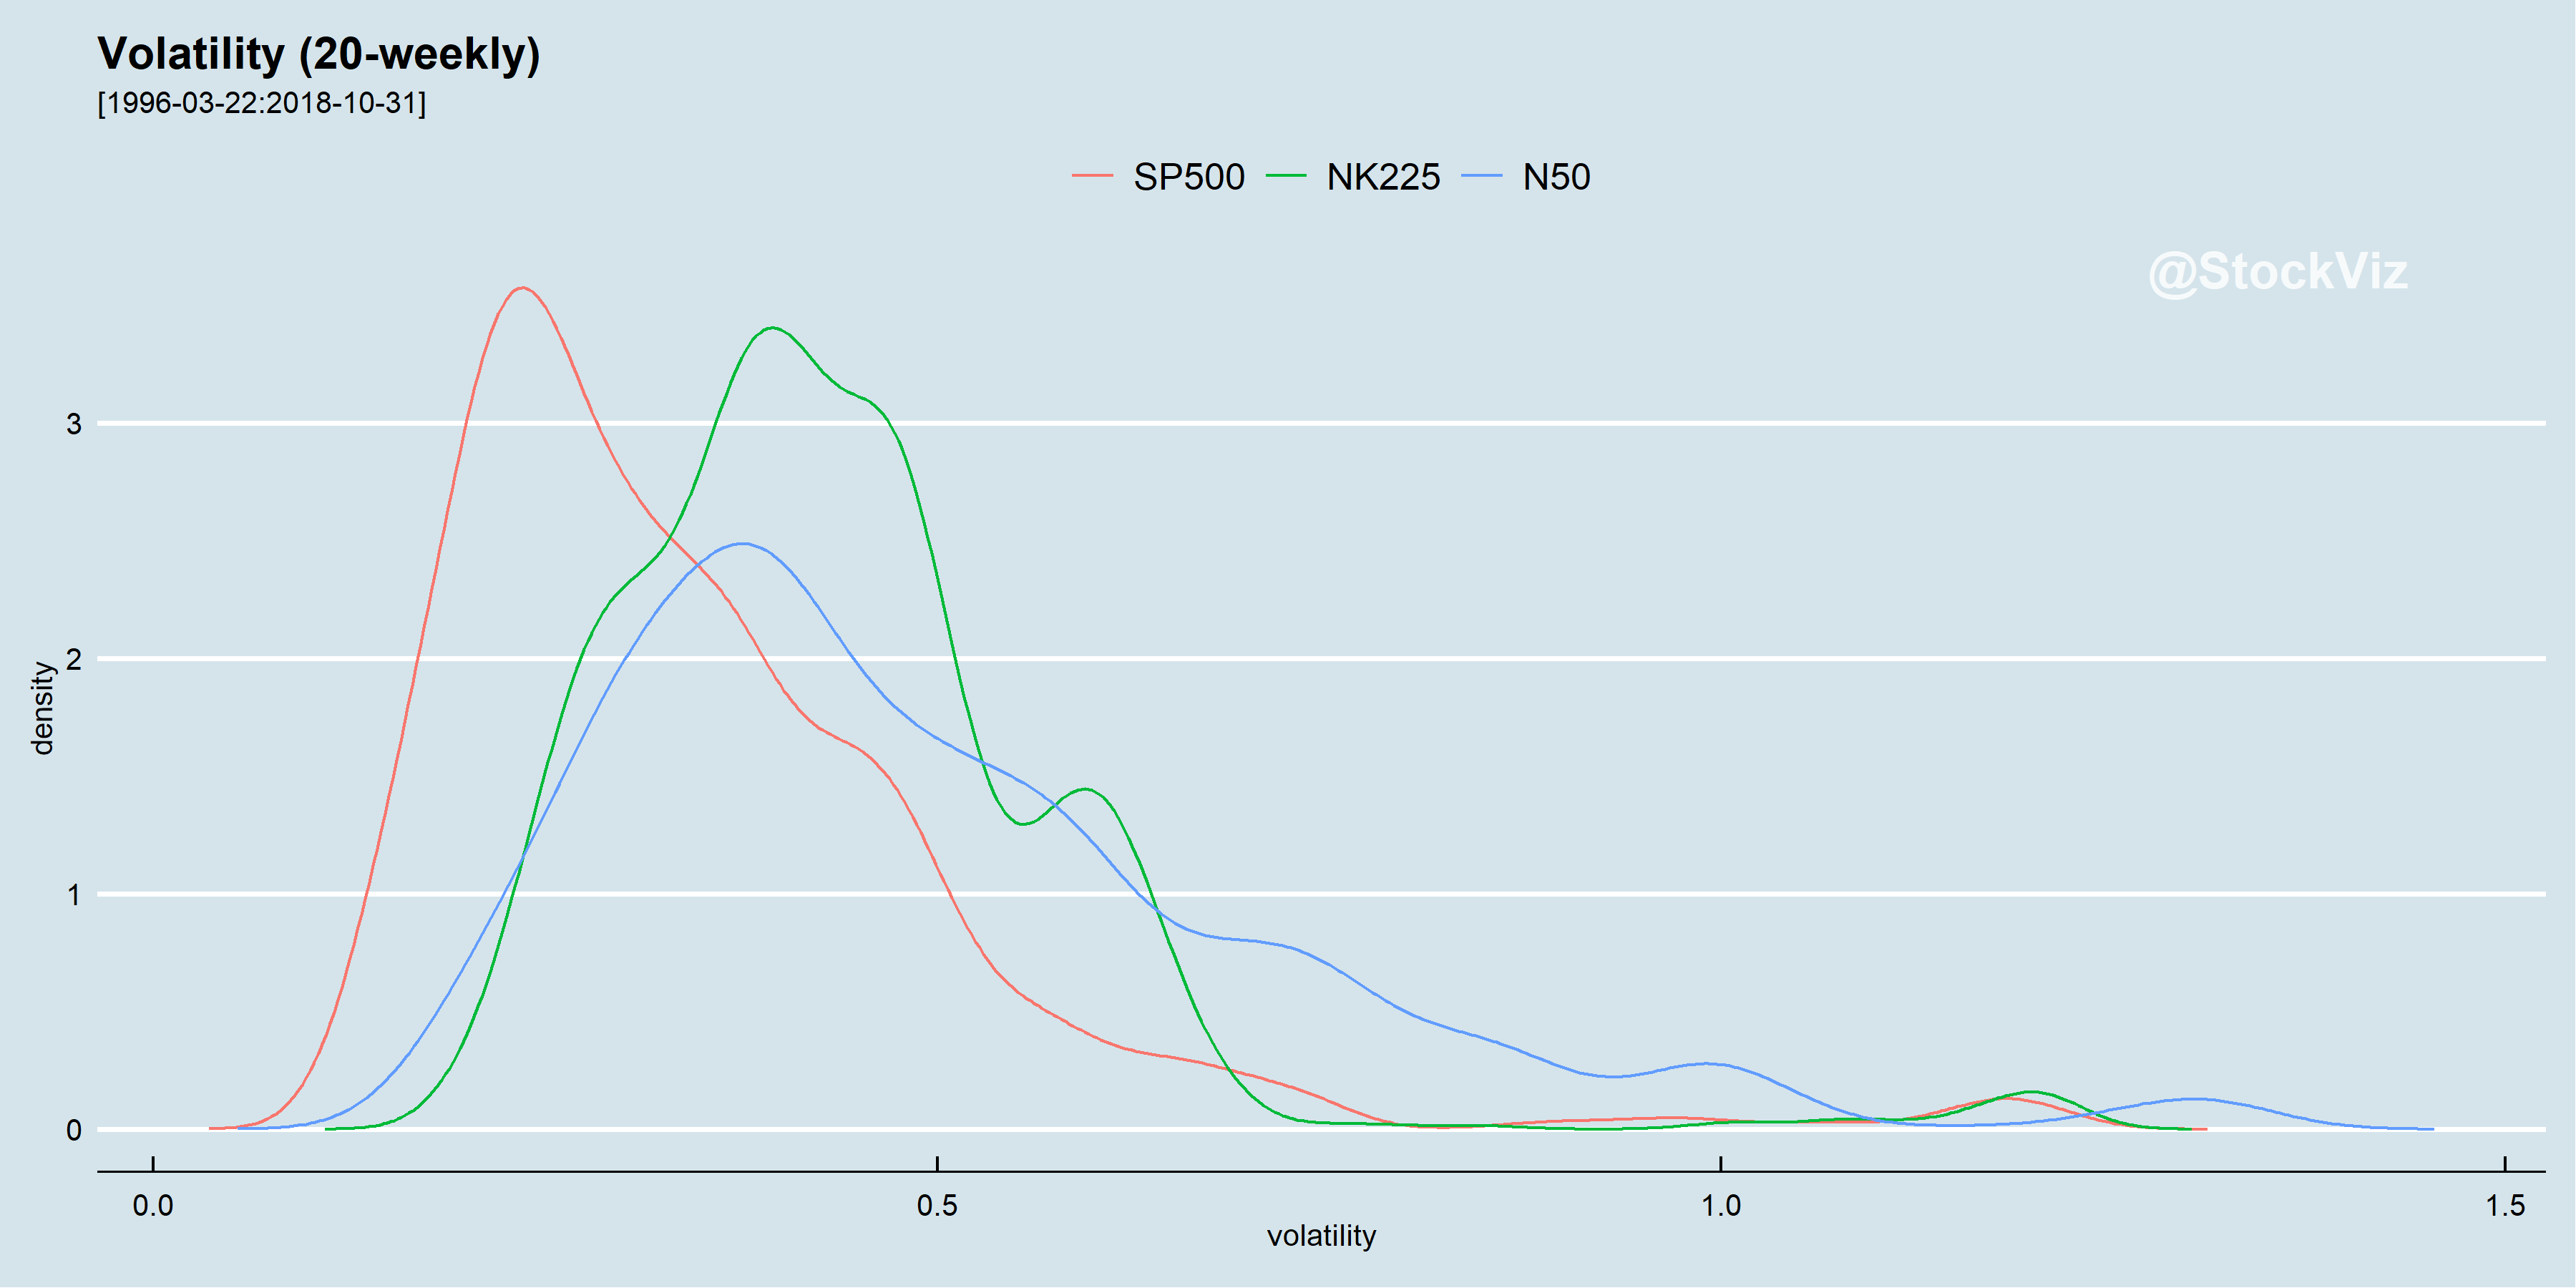 Volatility (20-weekly)
[1996-03-22:2018-10-31]
SP500 NK225 N50
@StockViz
3
2
1
0
density
0.0 0.5 1.0 1.5
volatility